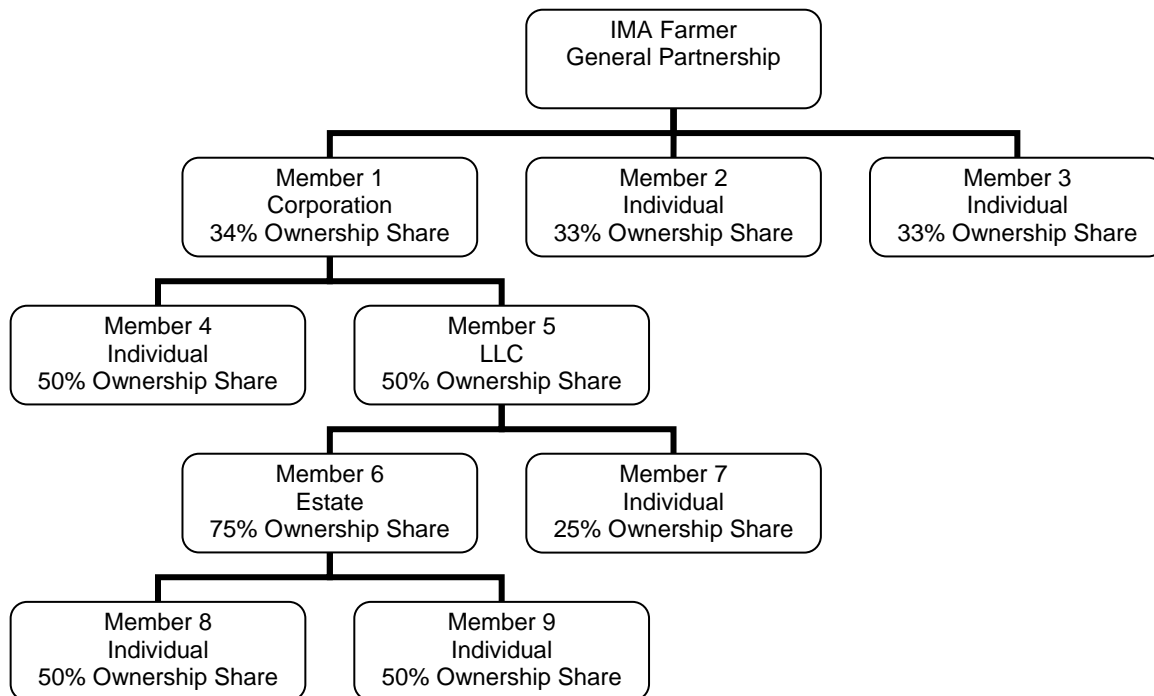 IMA Farmer
General Partnership
Member 1
Corporation
34% Ownership Share
Member 2
Individual
33% Ownership Share
Member 3
Individual
33% Ownership Share
Member 4
Individual
50% Ownership Share
Member 5
LLC
50% Ownership Share
Member 6
Estate
75% Ownership Share
Member 7
Individual
25% Ownership Share
Member 8
Individual
50% Ownership Share
Member 9
Individual
50% Ownership Share